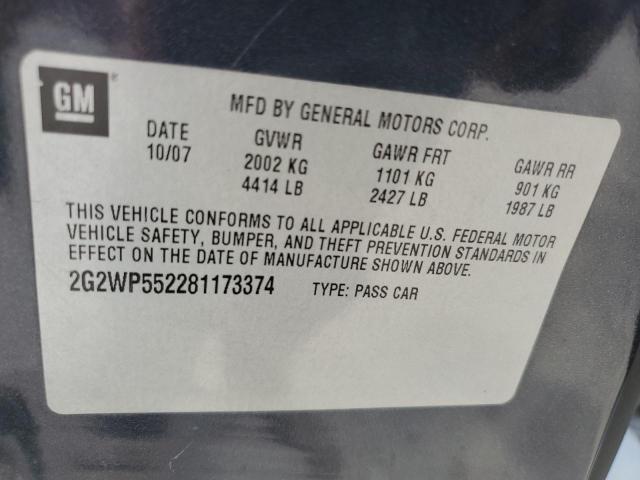 GM
MFD BY GENERAL MOTORS CORP.
DATE GVWR GAWR FRT GAWR RR
10/07 2002 KG 1101 KG 901 KG
4414 LB 2427 LB 1987 LB
THIS VEHICLE CONFORMS TO ALL APPLICABLE U.S. FEDERAL MOTOR
VEHICLE SAFETY, BUMPER, AND THEFT PREVENTION STANDARDS IN
EFFECT ON THE DATE OF MANUFACTURE SHOWN ABOVE.
2G2WP552281173374 TYPE: PASS CAR